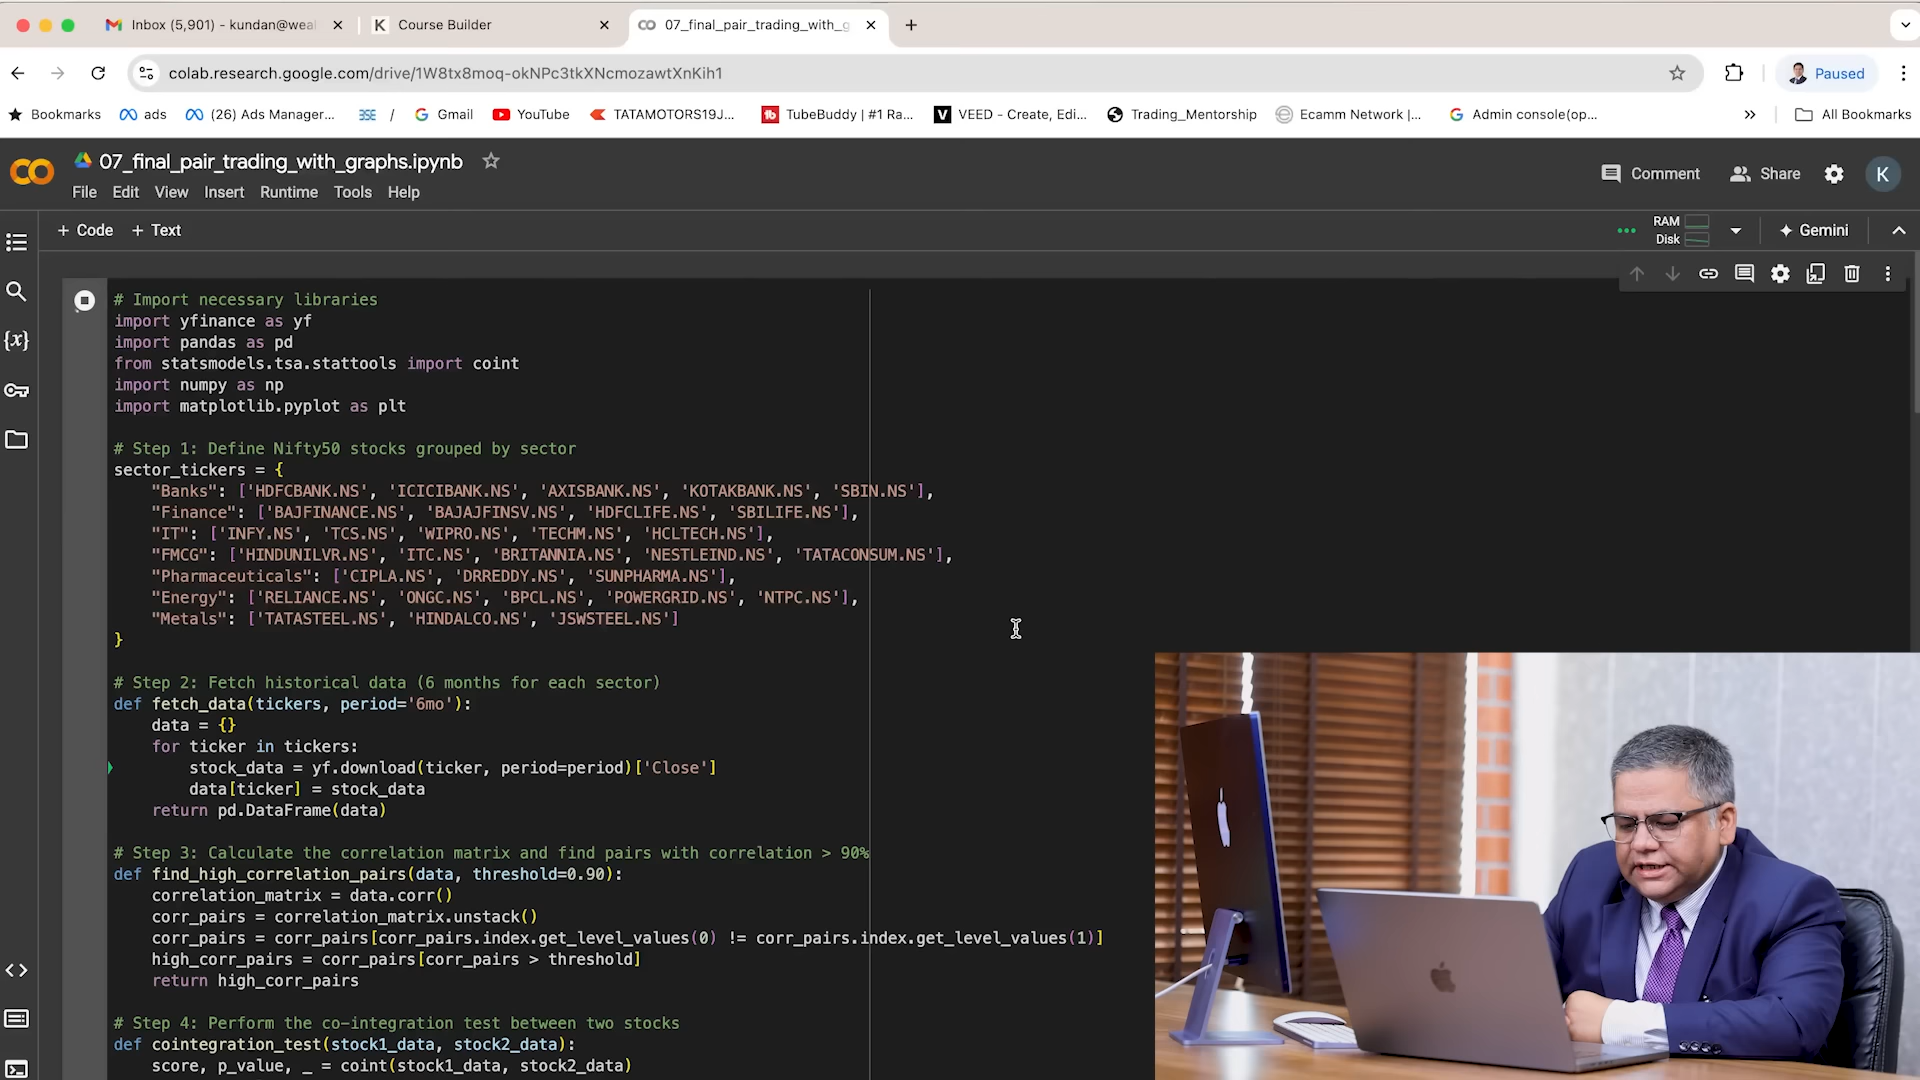 Inbox (5,901) - kundan@weal
Course Builder
07_final_pair_trading_with_g
colab.research.google.com/drive/1W8tx8moq-okNPc3tkXNcmozawtXnKih1
Paused
Bookmarks
ads
(26) Ads Manager...
/
Gmail
YouTube
TATAMOTORS19J...
TubeBuddy | #1 Ra...
VEED - Create, Edi...
Trading_Mentorship
Ecamm Network |...
Admin console(op...
»
All Bookmarks
07_final_pair_trading_with_graphs.ipynb
Comment
Share
K
File Edit View Insert Runtime Tools Help
+ Code + Text
RAM
Disk
Gemini
# Import necessary libraries
import yfinance as yf
import pandas as pd
from statsmodels.tsa.stattools import coint
import numpy as np
import matplotlib.pyplot as plt
# Step 1: Define Nifty50 stocks grouped by sector
sector_tickers = {
"Banks": ['HDFCBANK.NS', 'ICICIBANK.NS', 'AXISBANK.NS', 'KOTAKBANK.NS', 'SBIN.NS'],
"Finance": ['BAJFINANCE.NS', 'BAJAJFINSV.NS', 'HDFCLIFE.NS', 'SBILIFE.NS'],
"IT": ['INFY.NS', 'TCS.NS', 'WIPRO.NS', 'TECHM.NS', 'HCLTECH.NS'],
"FMCG": ['HINDUNILVR.NS', 'ITC.NS', 'BRITANNIA.NS', 'NESTLEIND.NS', 'TATACONSUM.NS'],
"Pharmaceuticals": ['CIPLA.NS', 'DRREDDY.NS', 'SUNPHARMA.NS'],
"Energy": ['RELIANCE.NS', 'ONGC.NS', 'BPCL.NS', 'POWERGRID.NS', 'NTPC.NS'],
"Metals": ['TATASTEEL.NS', 'HINDALCO.NS', 'JSWSTEEL.NS']
}
# Step 2: Fetch historical data (6 months for each sector)
def fetch_data(tickers, period='6mo'):
data = {}
for ticker in tickers:
stock_data = yf.download(ticker, period=period)['Close']
data[ticker] = stock_data
return pd.DataFrame(data)
# Step 3: Calculate the correlation matrix and find pairs with correlation > 90%
def find_high_correlation_pairs(data, threshold=0.90):
correlation_matrix = data.corr()
corr_pairs = correlation_matrix.unstack()
corr_pairs = corr_pairs[corr_pairs.index.get_level_values(0) != corr_pairs.index.get_level_values(1)]
high_corr_pairs = corr_pairs[corr_pairs > threshold]
return high_corr_pairs
# Step 4: Perform the co-integration test between two stocks
def cointegration_test(stock1_data, stock2_data):
score, p_value, _ = coint(stock1_data, stock2_data)